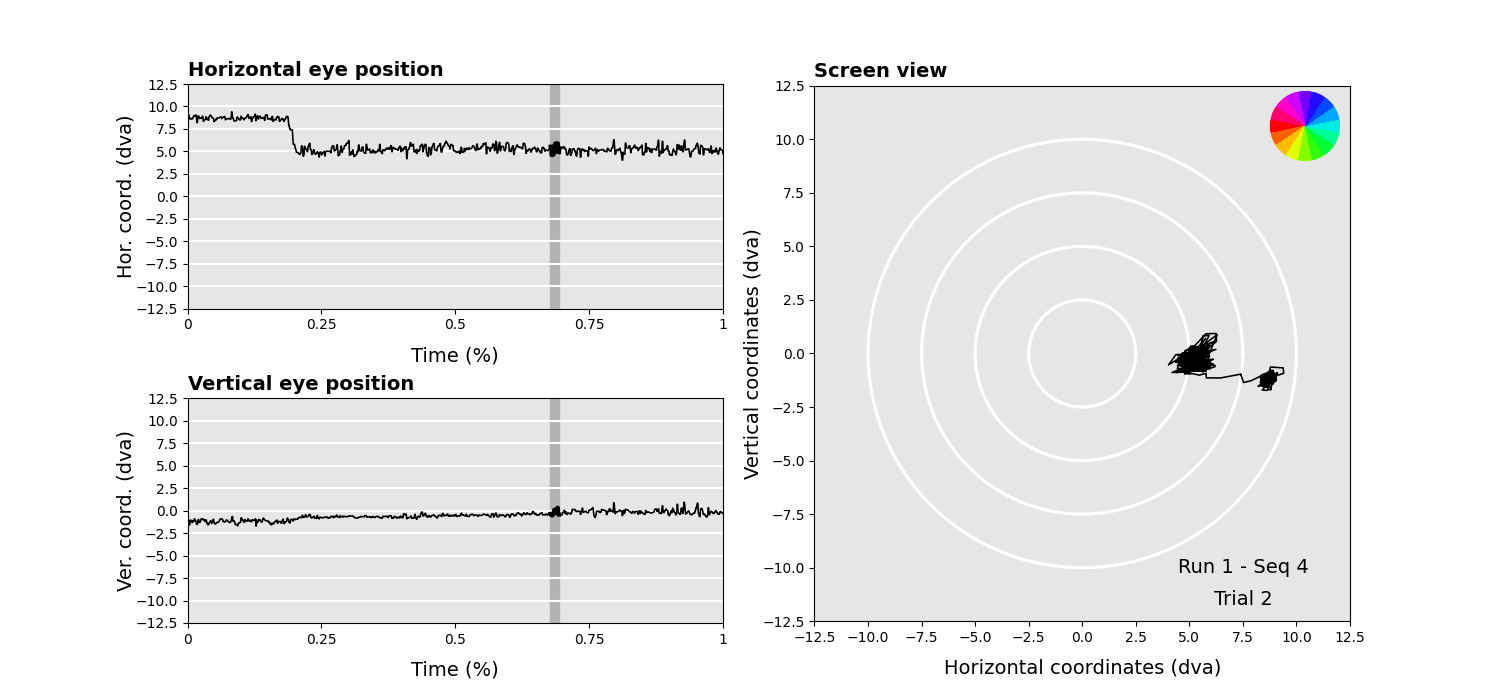 Horizontal eye position
12.5
10.0
7.5
5.0
2.5
0.0
−2.5
−5.0
−7.5
−10.0
−12.5
Hor. coord. (dva)
0 0.25 0.5 0.75 1
Time (%)
Vertical eye position
12.5
10.0
7.5
5.0
2.5
0.0
−2.5
−5.0
−7.5
−10.0
−12.5
Ver. coord. (dva)
0 0.25 0.5 0.75 1
Time (%)
Screen view
12.5
10.0
7.5
5.0
2.5
0.0
−2.5
−5.0
−7.5
−10.0
−12.5
Vertical coordinates (dva)
Run 1 - Seq 4
Trial 2
−12.5 −10.0 −7.5 −5.0 −2.5 0.0 2.5 5.0 7.5 10.0 12.5
Horizontal coordinates (dva)